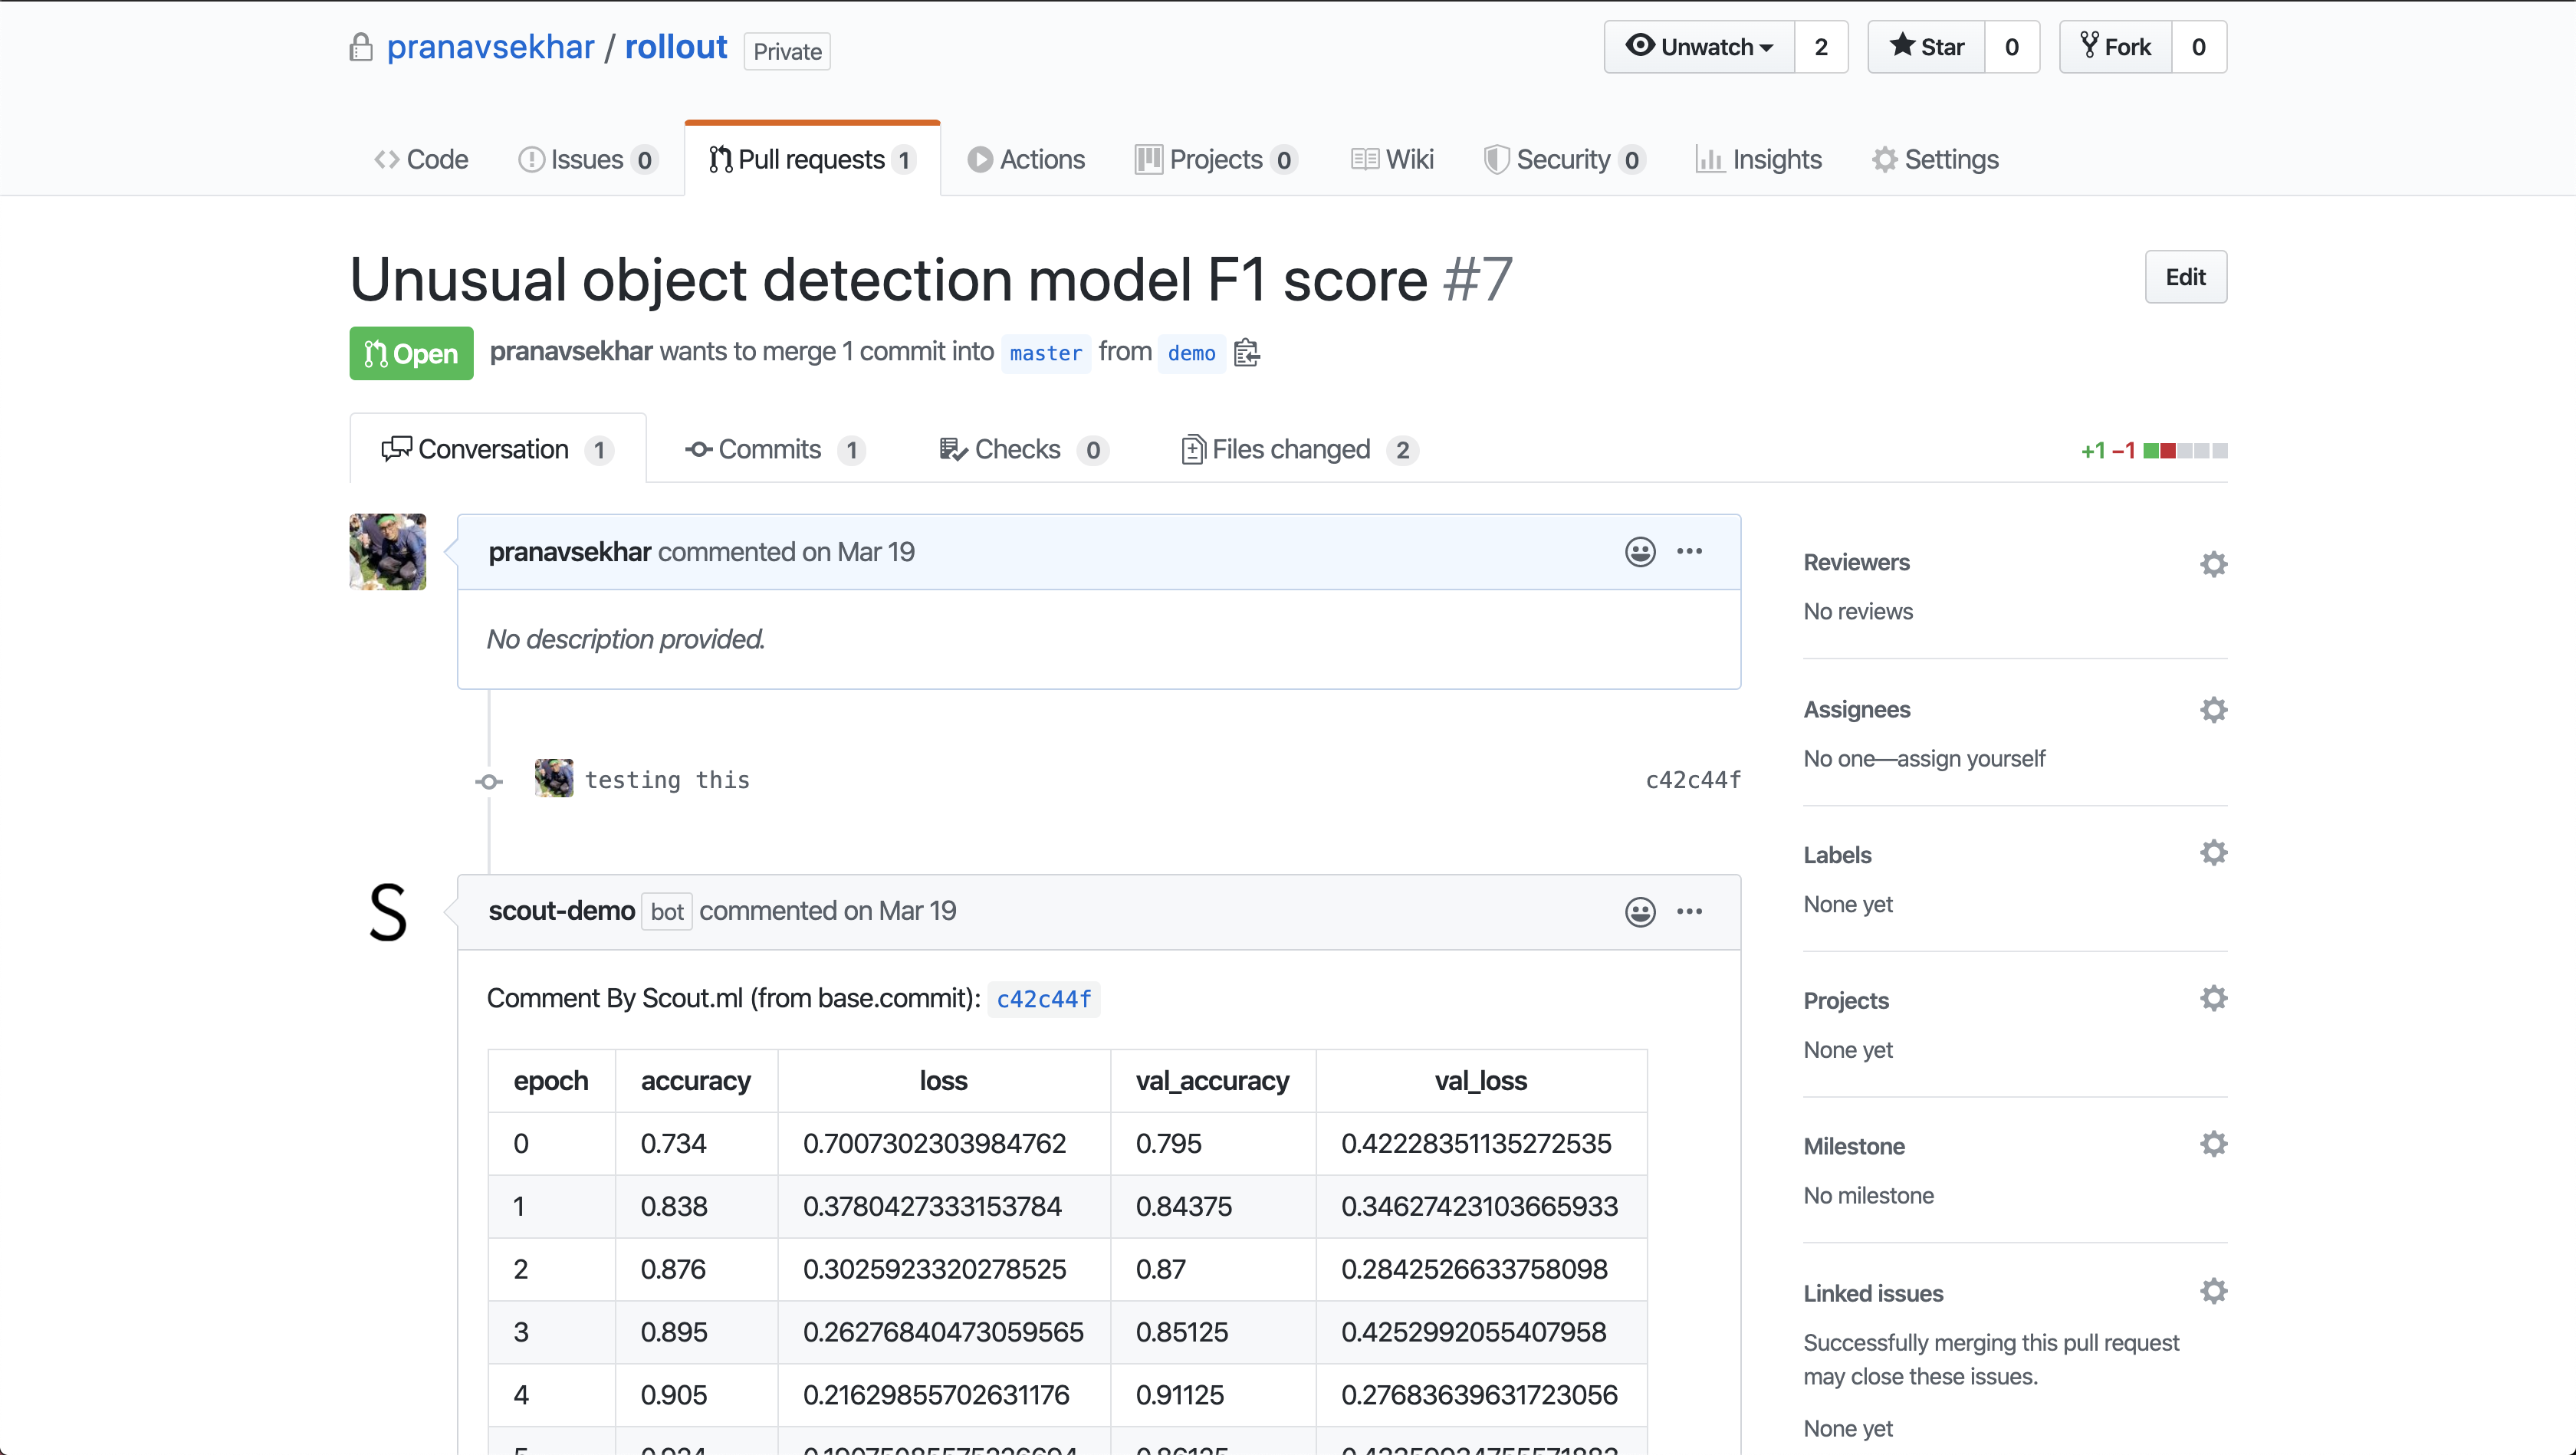 pranavsekhar / rollout Private
Unwatch 2 Star 0 Fork 0
Code Issues 0 Pull requests 1 Actions Projects 0 Wiki Security 0 Insights Settings
Unusual object detection model F1 score #7
Edit
Open pranavsekhar wants to merge 1 commit into master from demo
Conversation 1 Commits 1 Checks 0 Files changed 2
+1 −1
pranavsekhar commented on Mar 19
No description provided.
testing this c42c44f
S
scout-demo bot commented on Mar 19
Comment By Scout.ml (from base.commit): c42c44f
epoch accuracy loss val_accuracy val_loss
0 0.734 0.7007302303984762 0.795 0.42228351135272535
1 0.838 0.3780427333153784 0.84375 0.34627423103665933
2 0.876 0.3025923320278525 0.87 0.2842526633758098
3 0.895 0.26276840473059565 0.85125 0.4252992055407958
4 0.905 0.21629855702631176 0.91125 0.27683639631723056
Reviewers
No reviews
Assignees
No one—assign yourself
Labels
None yet
Projects
None yet
Milestone
No milestone
Linked issues
Successfully merging this pull request
may close these issues.
None yet